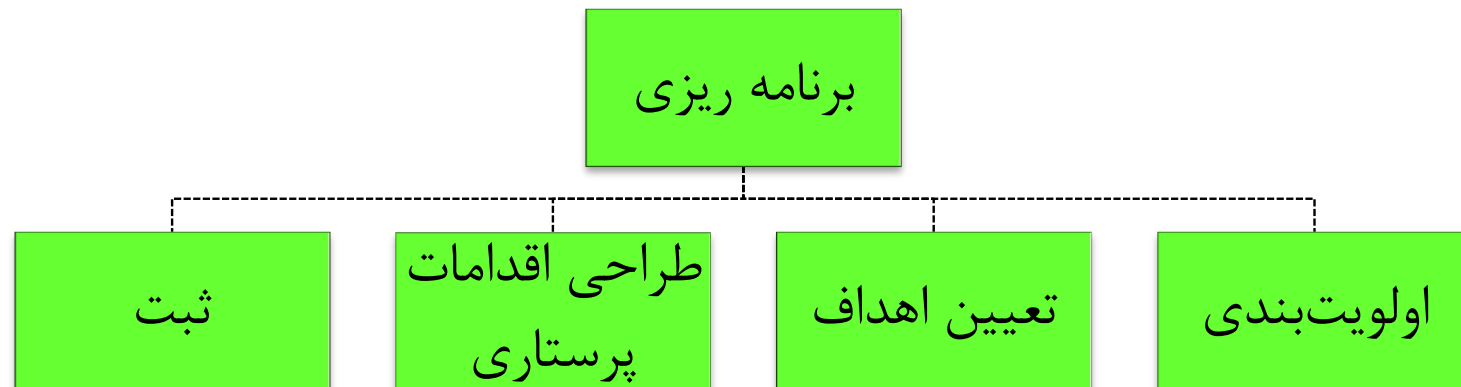 برنامه ریزی
اولویت‌بندی
تعیین اهداف
طراحی اقدامات
پرستاری
ثبت